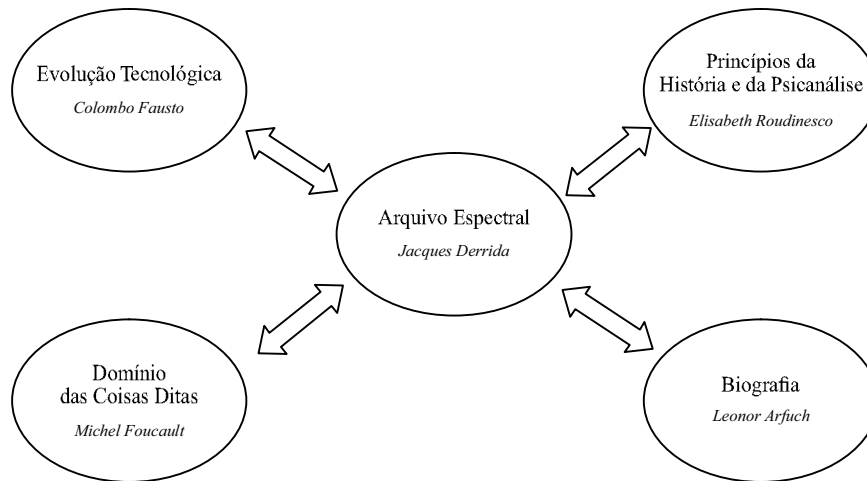 Evolução Tecnológica
Colombo Fausto
Princípios da
História e da Psicanálise
Elisabeth Roudinesco
Arquivo Espectral
Jacques Derrida
Domínio
das Coisas Ditas
Michel Foucault
Biografia
Leonor Arfuch